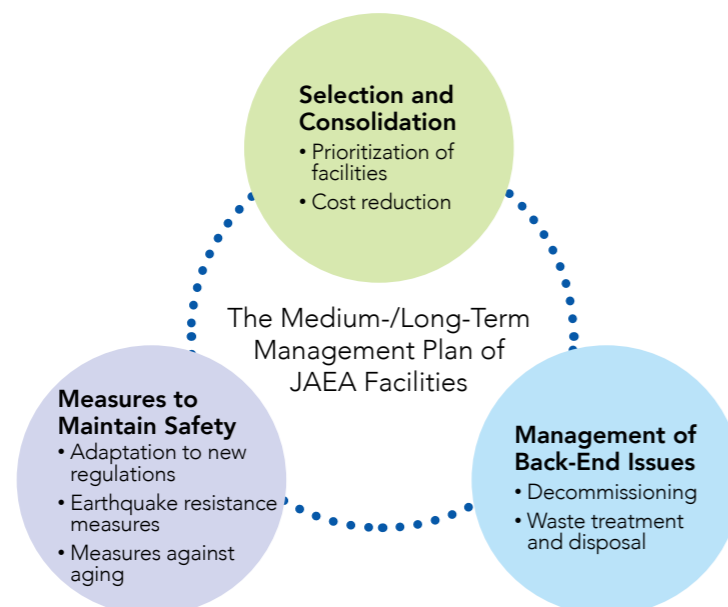 Selection and
Consolidation
• Prioritization of
facilities
• Cost reduction
The Medium-/Long-Term
Management Plan of
JAEA Facilities
Measures to
Maintain Safety
• Adaptation to new
regulations
• Earthquake resistance
measures
• Measures against
aging
Management of
Back-End Issues
• Decommissioning
• Waste treatment
and disposal